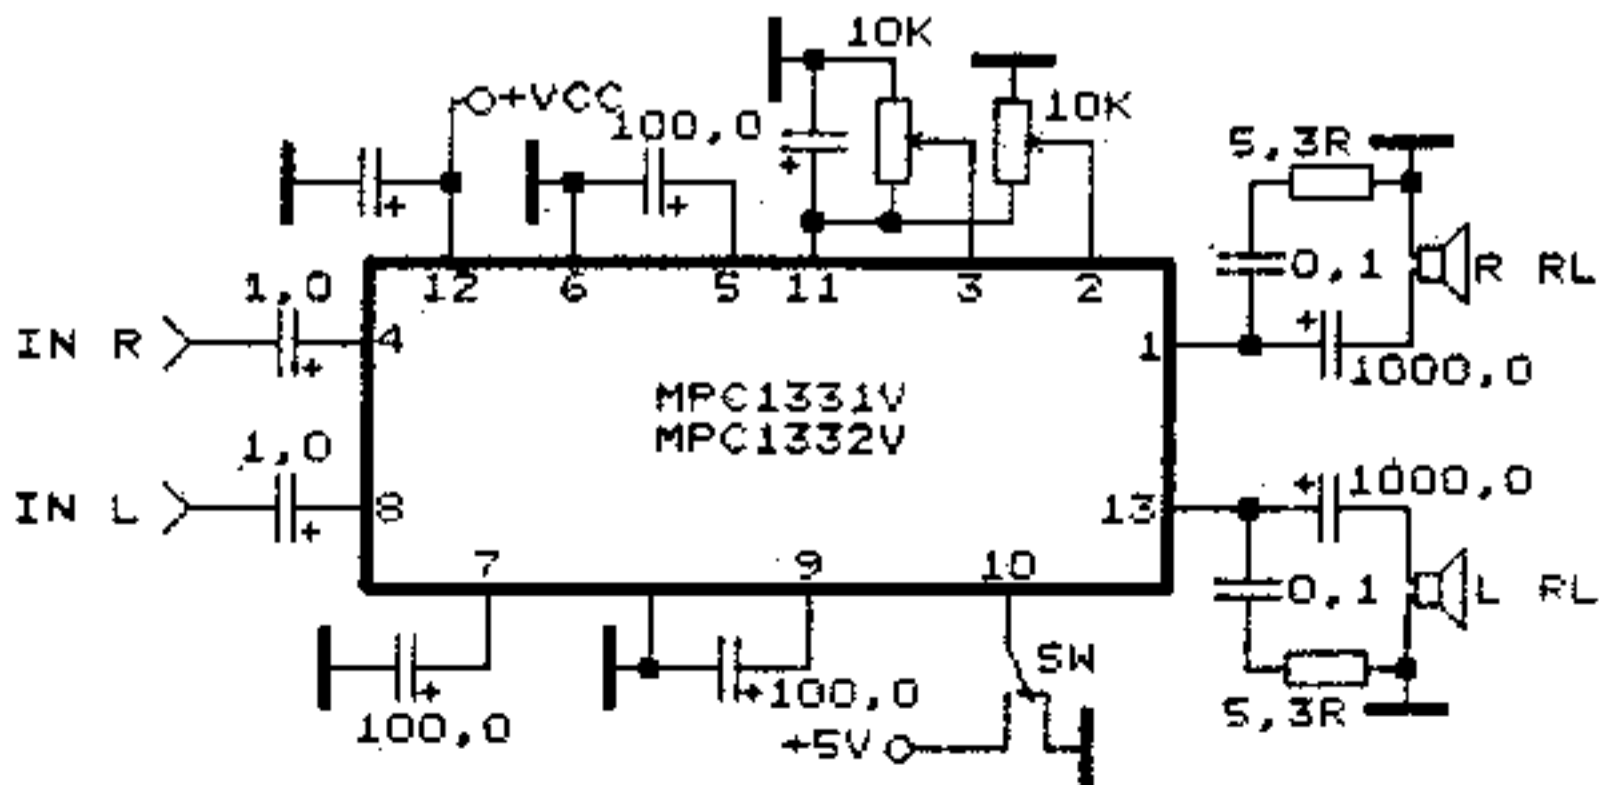 10K
+VCC
100,0
10K
5,3R
+
+
+
12
6
5
11
3
2
0,1
R RL
1,0
+
IN R
4
+
1
1000,0
MPC1331V
MPC1332V
1,0
+
1000,0
IN L
8
+
13
7
9
10
0,1
L RL
SW
+
100,0
+
100,0
5,3R
+5V